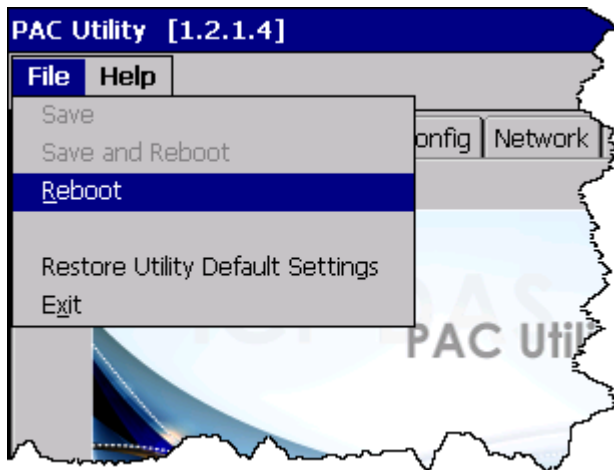 PAC Utility [1.2.1.4]
File Help
Save
Save and Reboot
onfig Network
Reboot
Restore Utility Default Settings
Exit
PAC Utili